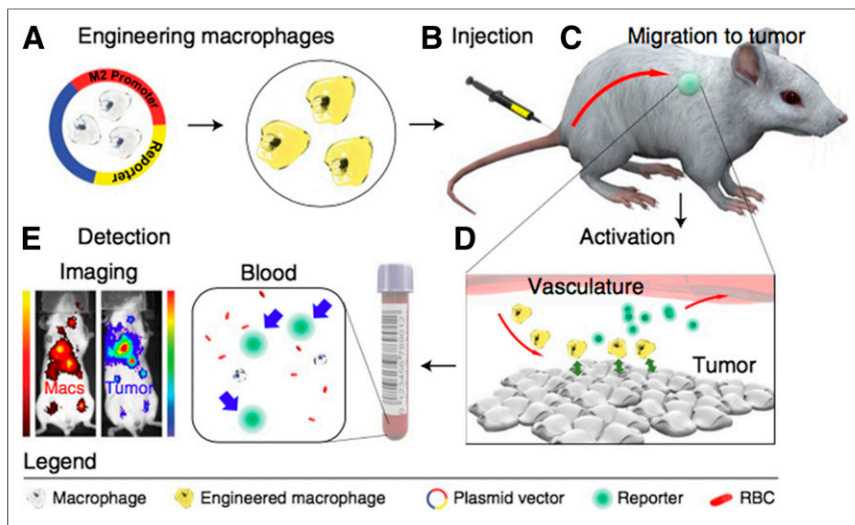 A Engineering macrophages
M2 Promoter
Reporter
B Injection
C Migration to tumor
D Activation
Vasculature
Tumor
E Detection
Imaging
Macs
Tumor
Blood
Legend
Macrophage
Engineered macrophage
Plasmid vector
Reporter
RBC